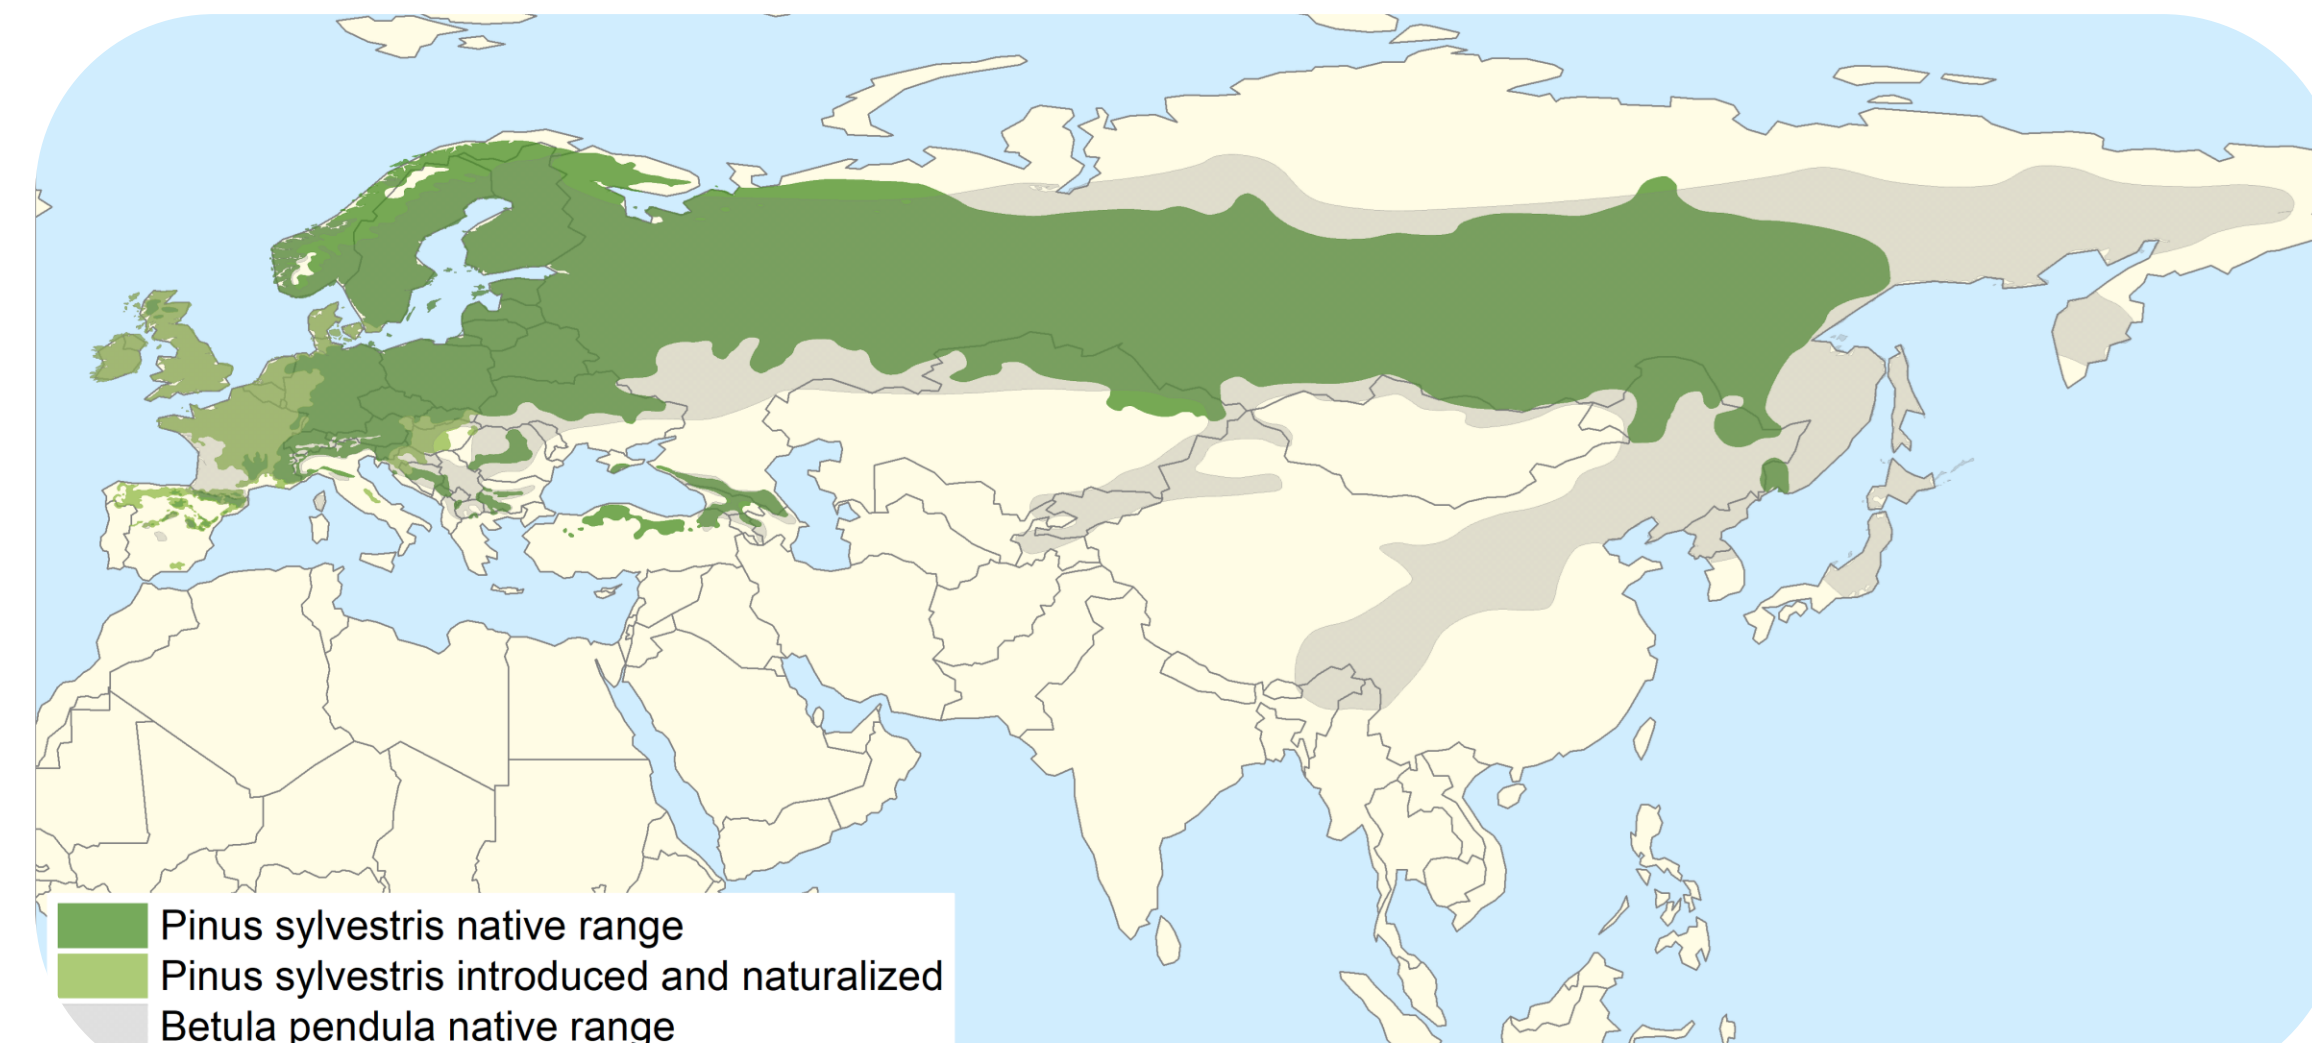 Pinus sylvestris native range
Pinus sylvestris introduced and naturalized
Betula pendula native range